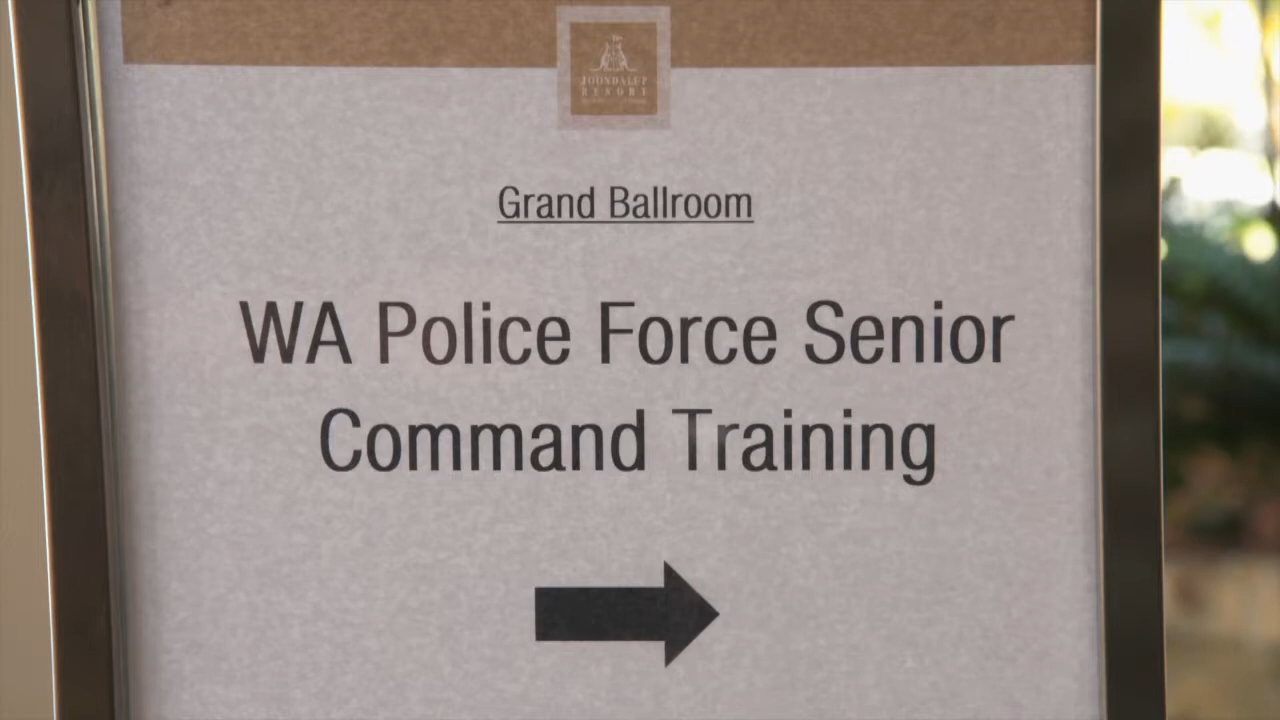 JOONDALUP
RESORT
Grand Ballroom
WA Police Force Senior
Command Training